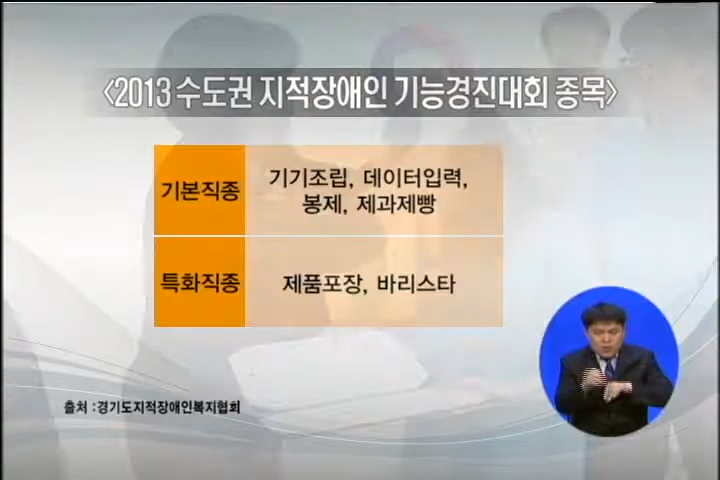 <2013 수도권 지적장애인 기능경진대회 종목>
기본직종
기기조립, 데이터입력,
봉제, 제과제빵
특화직종
제품포장, 바리스타
출처 :경기도지적장애인복지협회